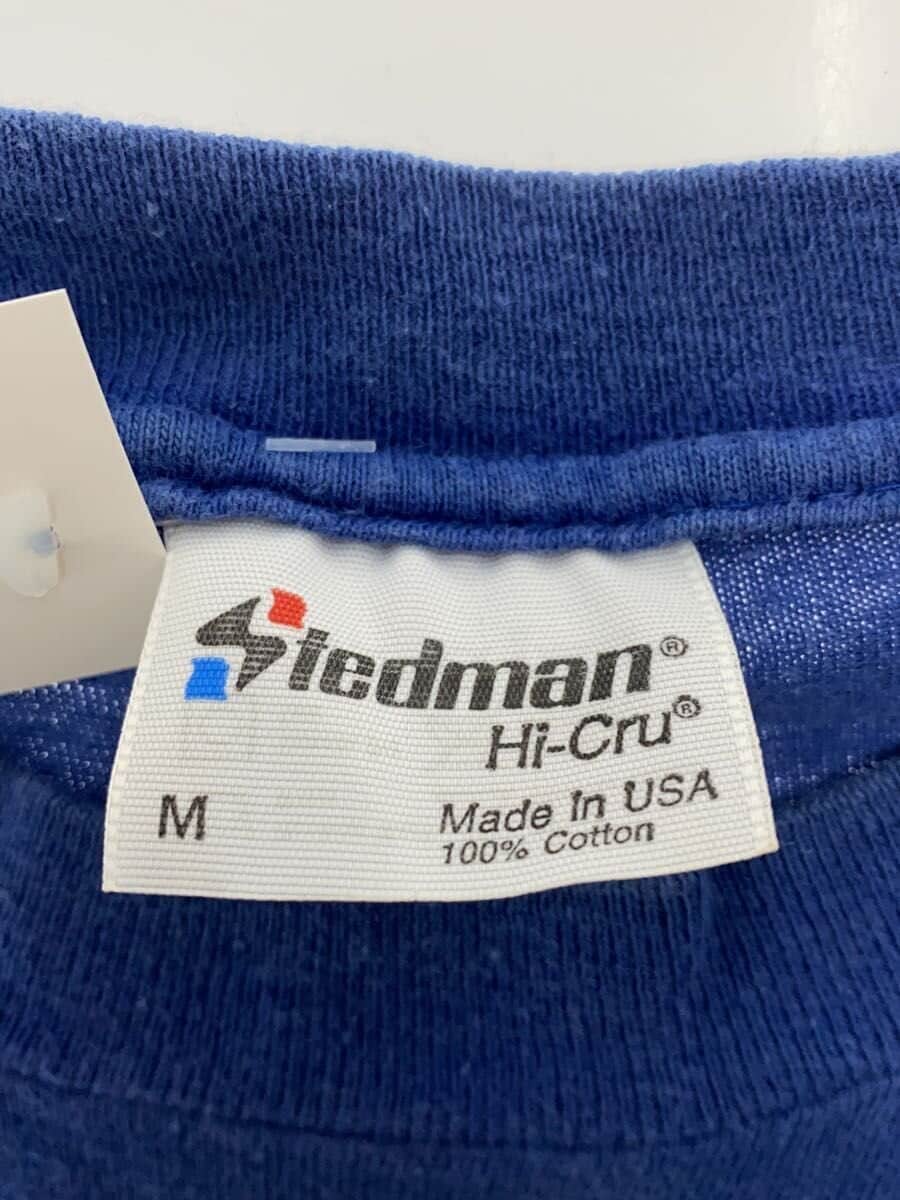 Stedman®
Hi-Cru®
M
Made In USA
100% Cotton